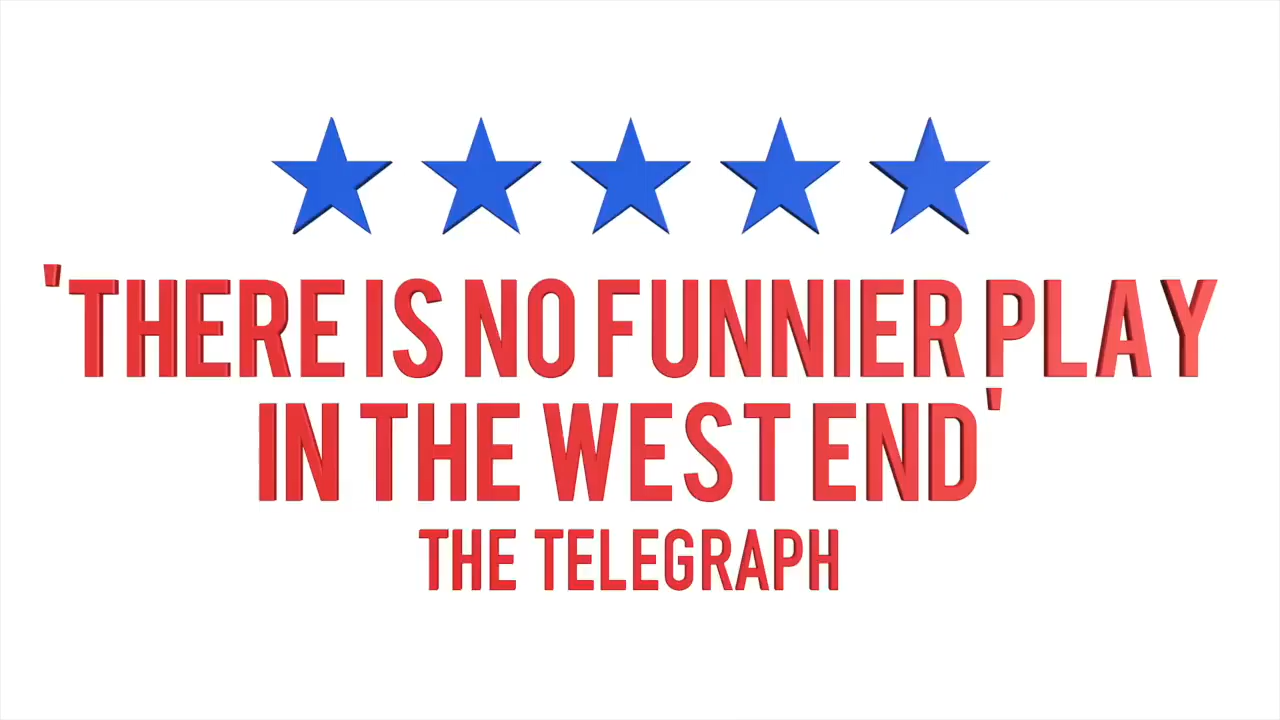 'THERE IS NO FUNNIER PLAY
IN THE WEST END'
THE TELEGRAPH